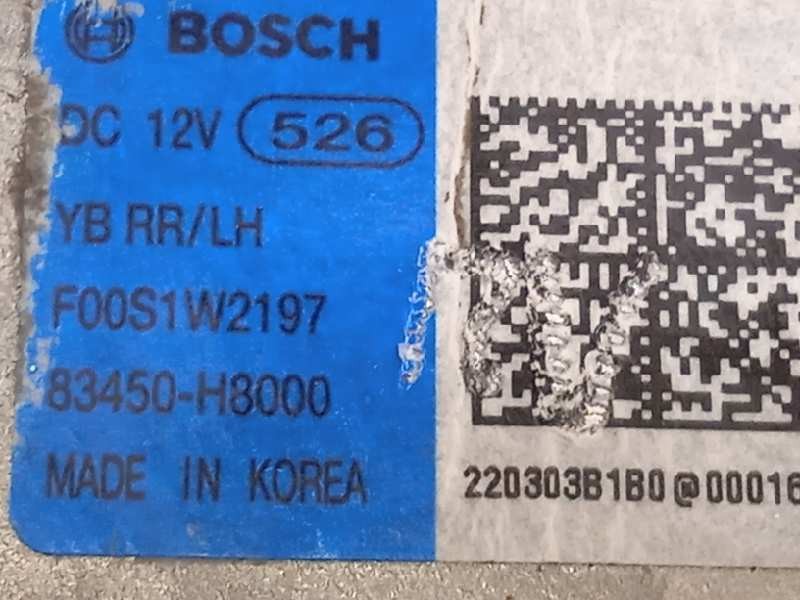 BOSCH
DC 12V 526
YB RR/LH
F00S1W2197
83450-H8000
MADE IN KOREA
220303B1B0@00016